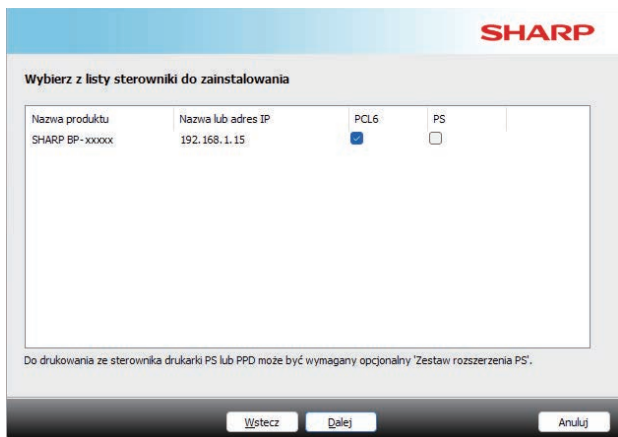 SHARP
Wybierz z listy sterowniki do zainstalowania
Nazwa produktu Nazwa lub adres IP PCL6 PS
SHARP BP-xxxxx 192.168.1.15
Do drukowania ze sterownika drukarki PS lub PPD może być wymagany opcjonalny 'Zestaw rozszerzenia PS'.
Wstecz Dalej Anuluj